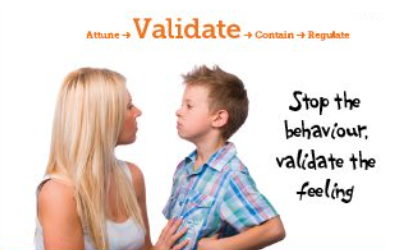 Attune → Validate → Contain → Regulate
Stop the
behaviour,
validate the
feeling